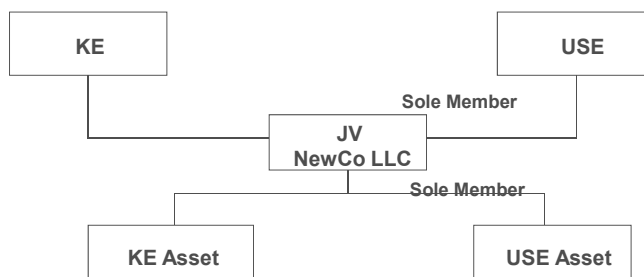 KE
USE
Sole Member
JV
NewCo LLC
Sole Member
KE Asset
USE Asset